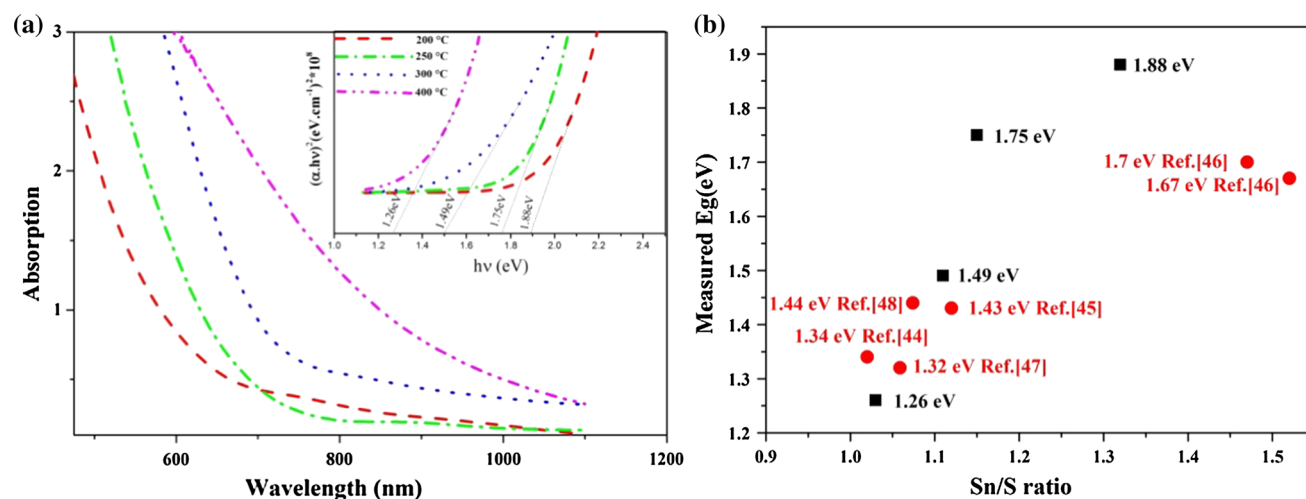 (a)
3
2
1
Absorption
600
800
1000
1200
Wavelength (nm)
200 °C
250 °C
300 °C
400 °C
(α.hν)²(eV.cm⁻¹)²*10⁸
1.26eV
1.49eV
1.75eV
1.88eV
1.0
1.2
1.4
1.6
1.8
2.0
2.2
2.4
hν (eV)
(b)
1.9
1.8
1.7
1.6
1.5
1.4
1.3
1.2
Measured Eg(eV)
1.88 eV
1.75 eV
1.7 eV Ref.[46]
1.67 eV Ref.[46]
1.49 eV
1.44 eV Ref.[48]
1.43 eV Ref.[45]
1.34 eV Ref.[44]
1.32 eV Ref.[47]
1.26 eV
0.9
1.0
1.1
1.2
1.3
1.4
1.5
Sn/S ratio